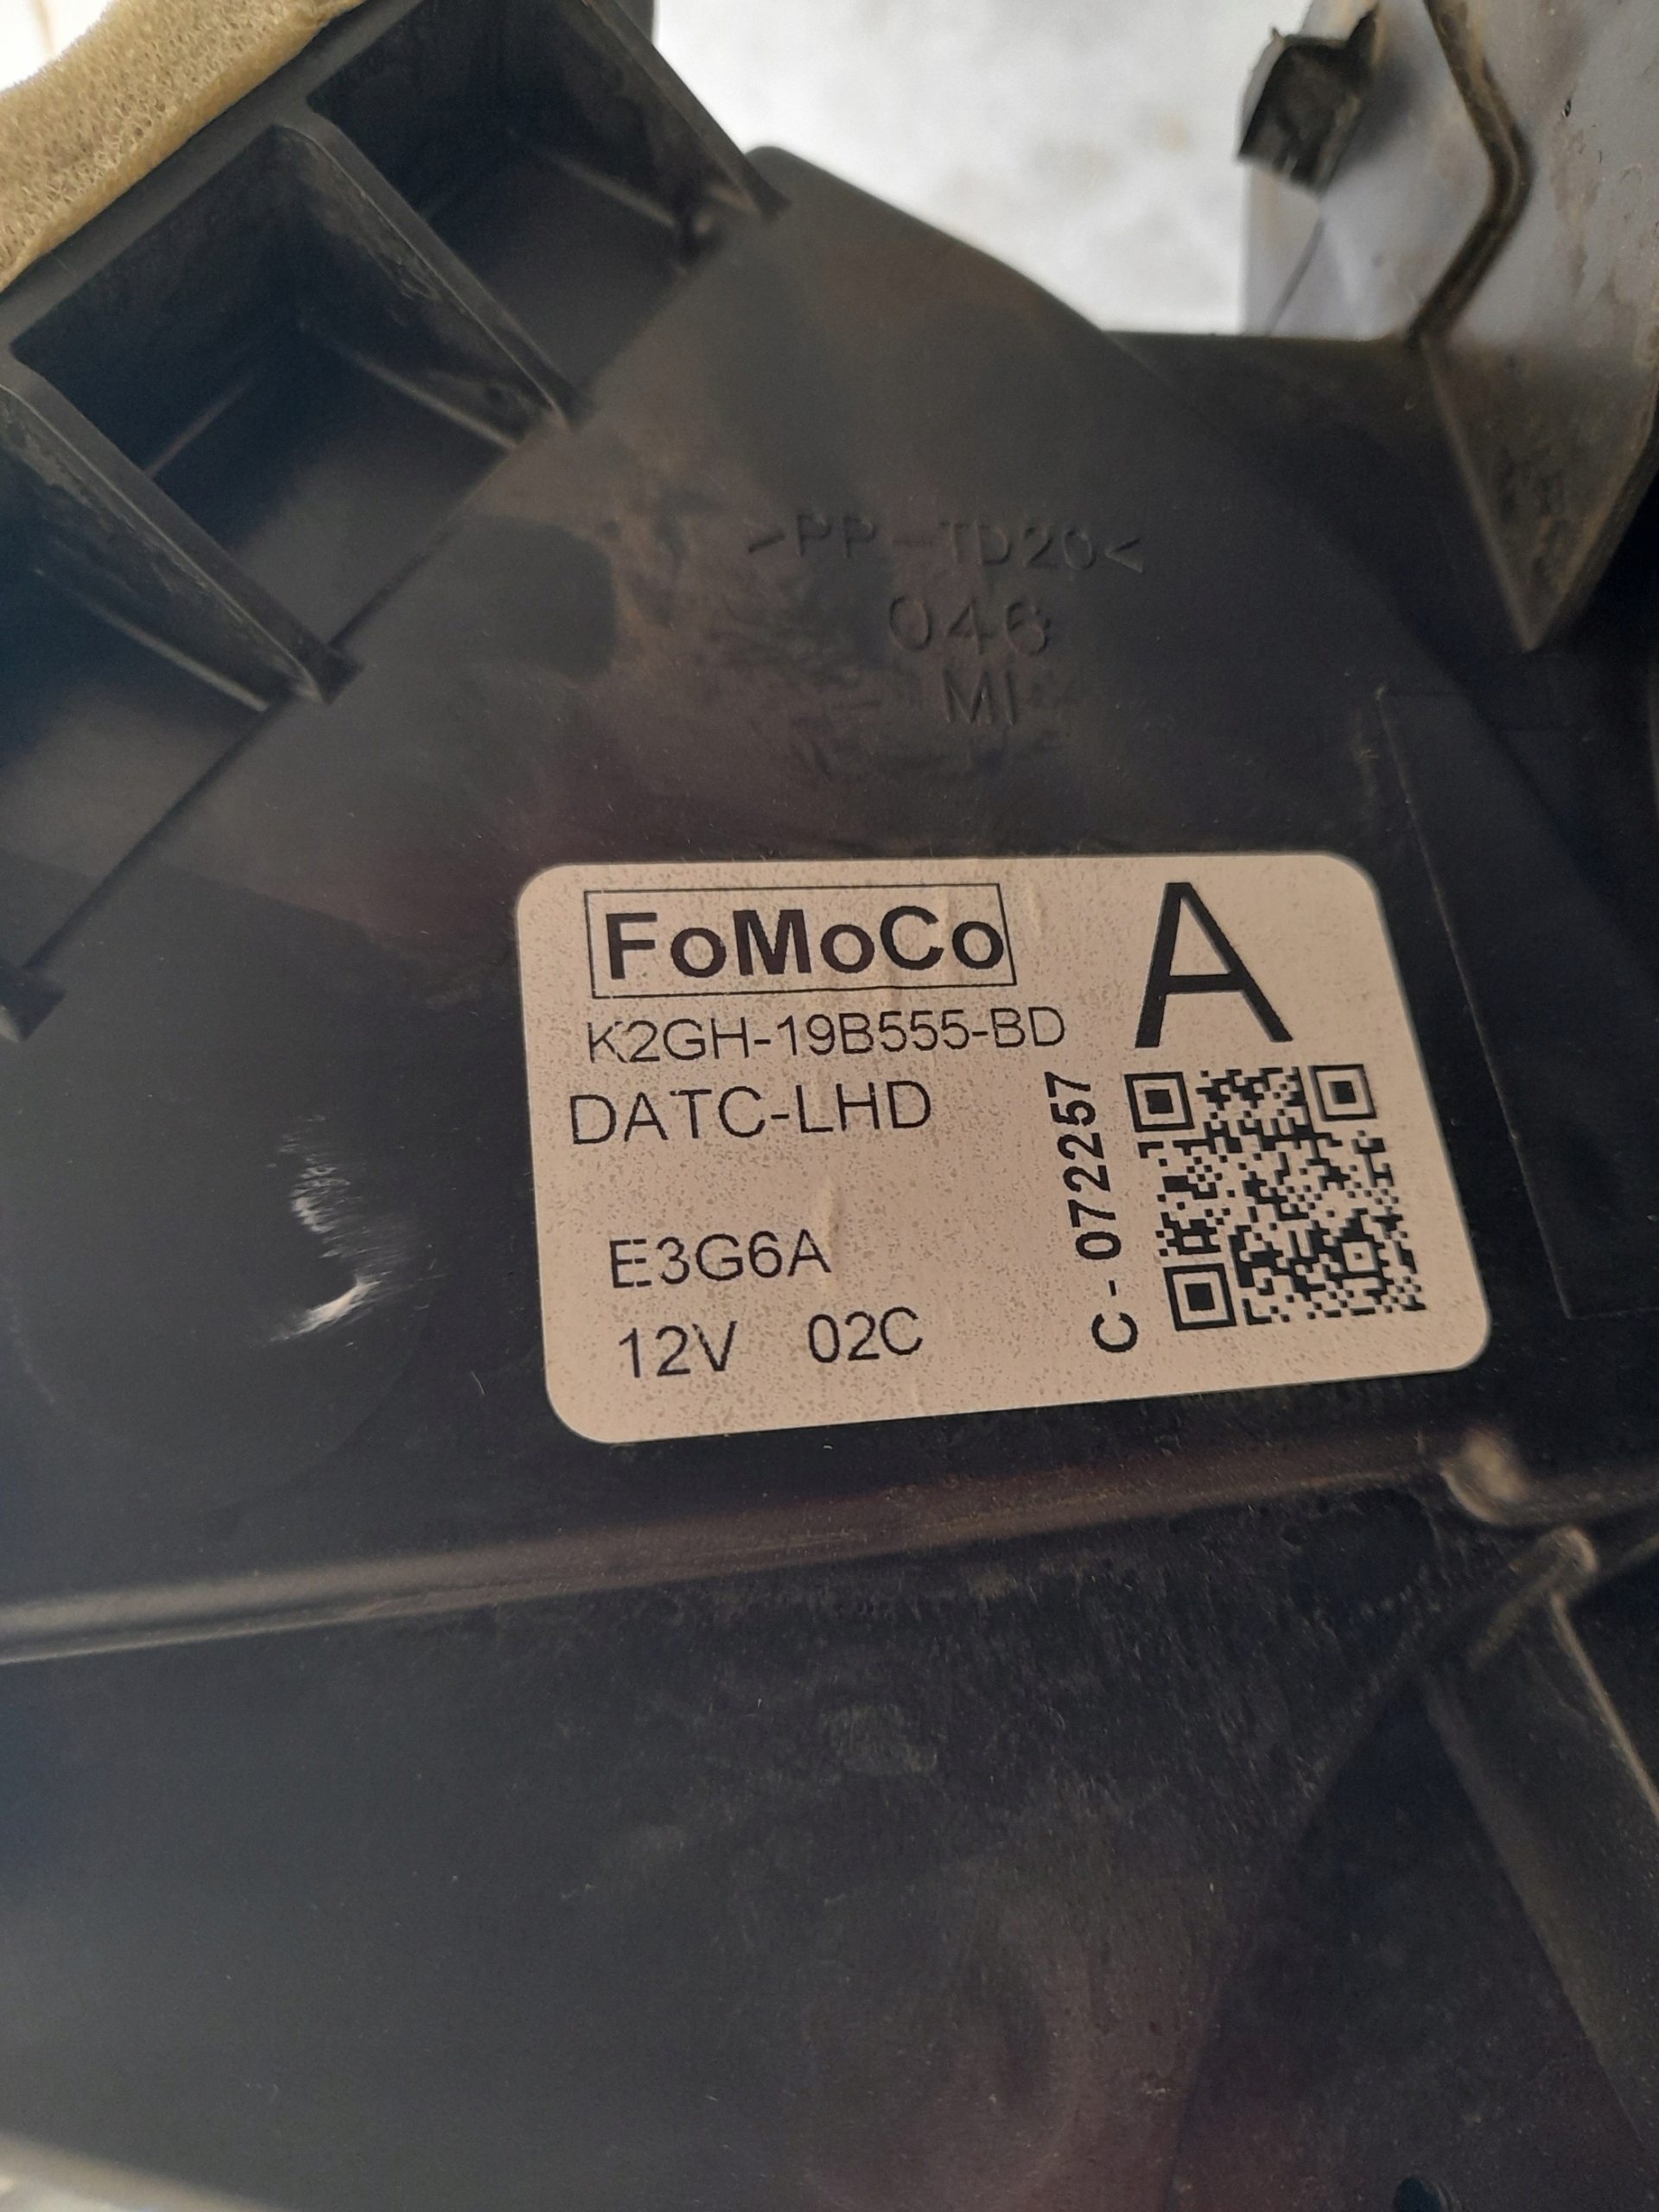 >PP-TD20<
046
MI
FoMoCo
A
K2GH-19B555-BD
DATC-LHD
E3G6A
12V 02C
C-072257